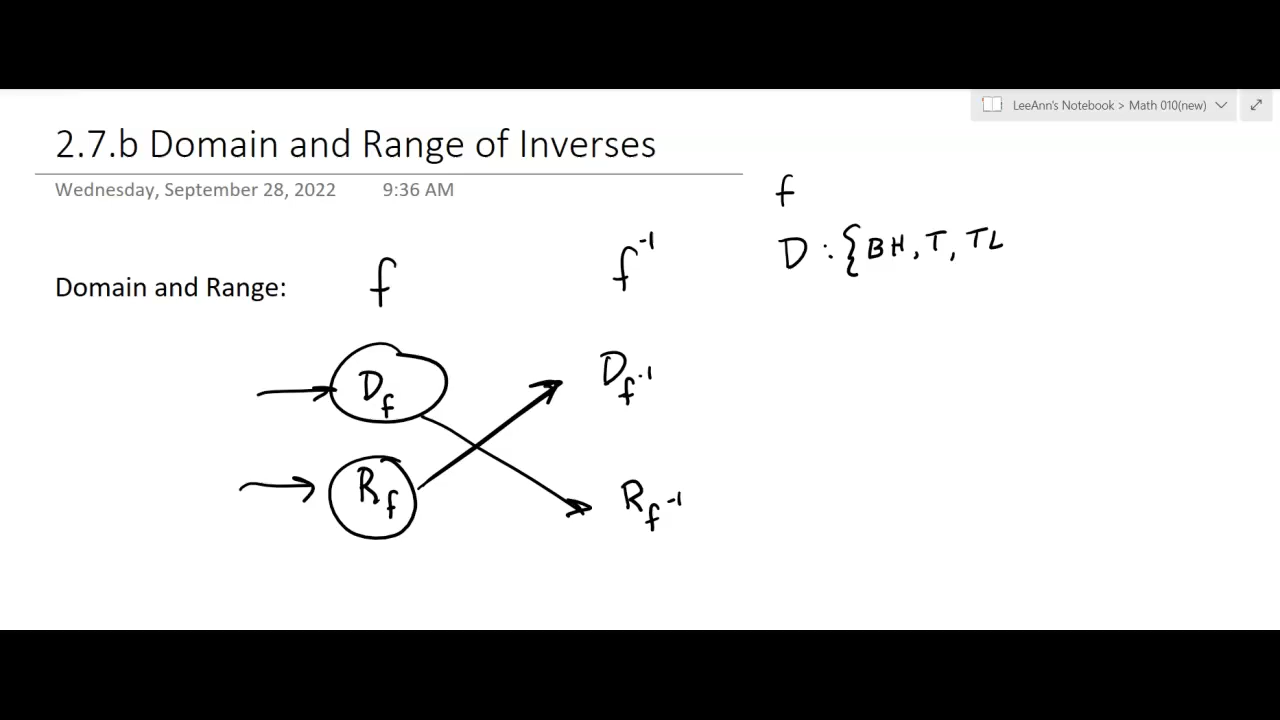 LeeAnn's Notebook > Math 010(new)
2.7.b Domain and Range of Inverses
Wednesday, September 28, 2022 9:36 AM
f
D : {BH, T, TL
Domain and Range: f f⁻¹
D_f D_f⁻¹
R_f R_f⁻¹